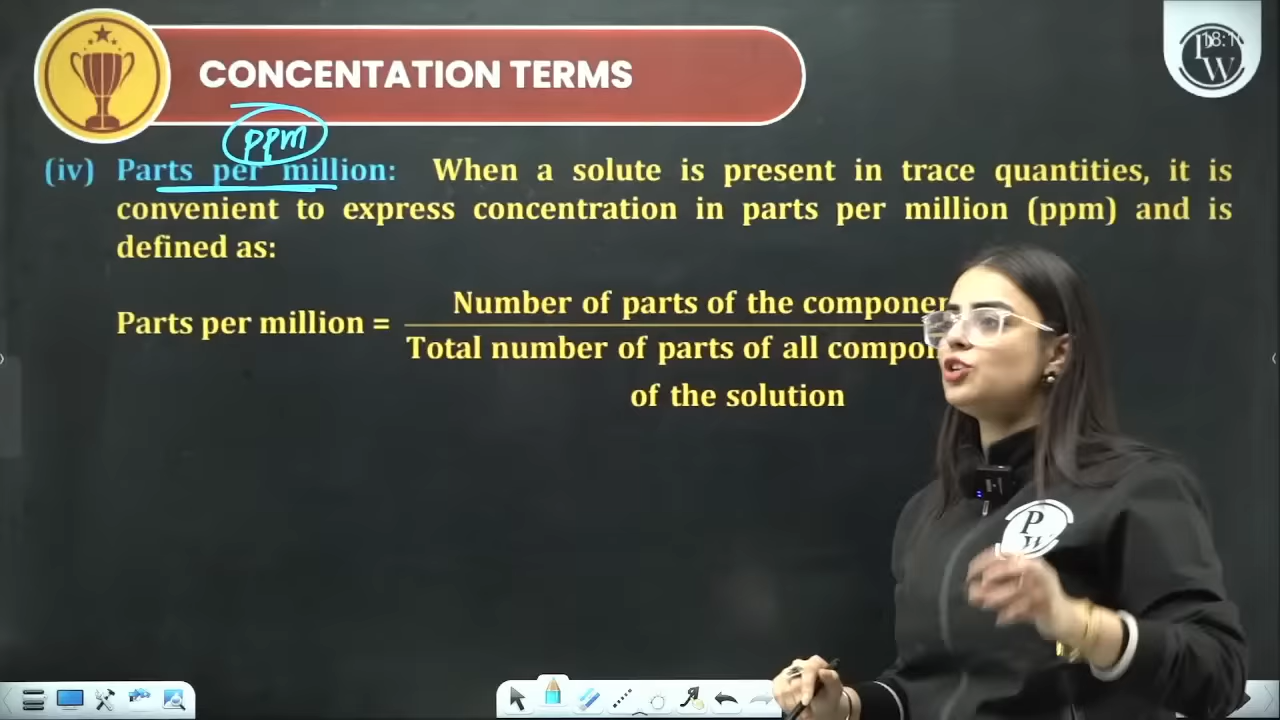 CONCENTATION TERMS
ppm
(iv) Parts per million: When a solute is present in trace quantities, it is
convenient to express concentration in parts per million (ppm) and is
defined as:
Number of parts of the componen
Parts per million =
Total number of parts of all compon
of the solution
P
W